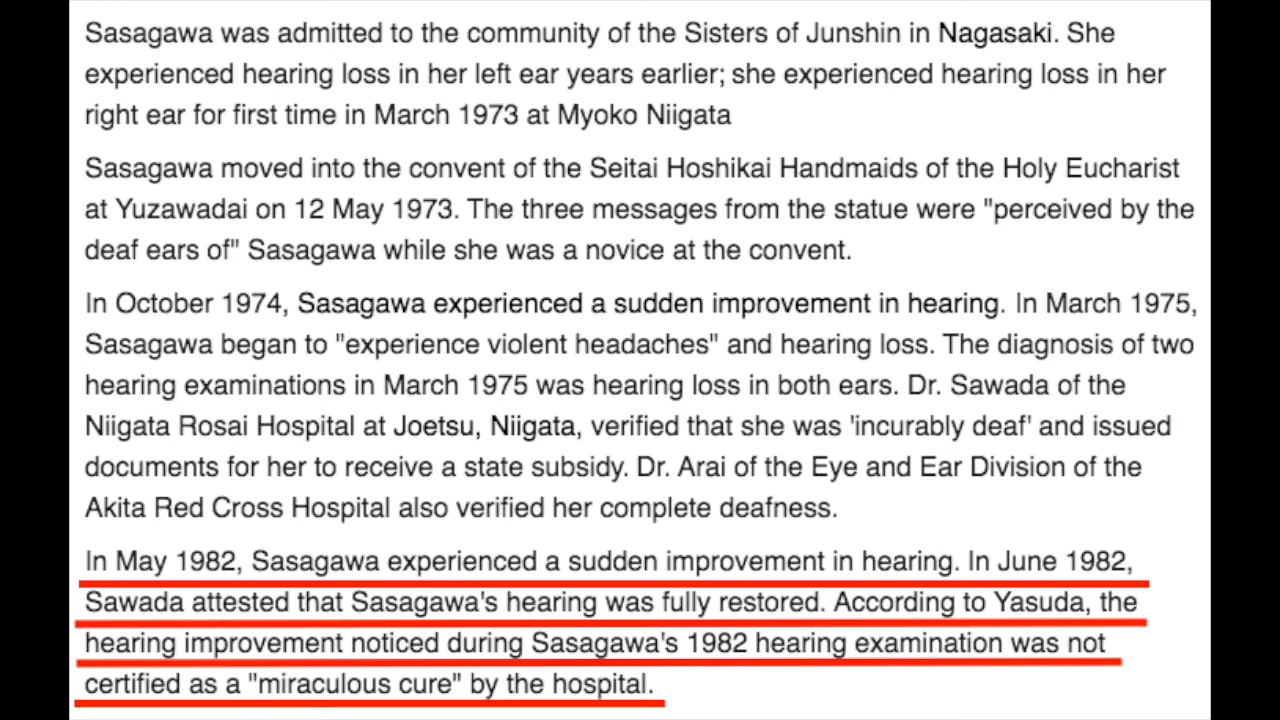 Sasagawa was admitted to the community of the Sisters of Junshin in Nagasaki. She
experienced hearing loss in her left ear years earlier; she experienced hearing loss in her
right ear for first time in March 1973 at Myoko Niigata
Sasagawa moved into the convent of the Seitai Hoshikai Handmaids of the Holy Eucharist
at Yuzawadai on 12 May 1973. The three messages from the statue were "perceived by the
deaf ears of" Sasagawa while she was a novice at the convent.
In October 1974, Sasagawa experienced a sudden improvement in hearing. In March 1975,
Sasagawa began to "experience violent headaches" and hearing loss. The diagnosis of two
hearing examinations in March 1975 was hearing loss in both ears. Dr. Sawada of the
Niigata Rosai Hospital at Joetsu, Niigata, verified that she was 'incurably deaf' and issued
documents for her to receive a state subsidy. Dr. Arai of the Eye and Ear Division of the
Akita Red Cross Hospital also verified her complete deafness.
In May 1982, Sasagawa experienced a sudden improvement in hearing. In June 1982,
Sawada attested that Sasagawa's hearing was fully restored. According to Yasuda, the
hearing improvement noticed during Sasagawa's 1982 hearing examination was not
certified as a "miraculous cure" by the hospital.